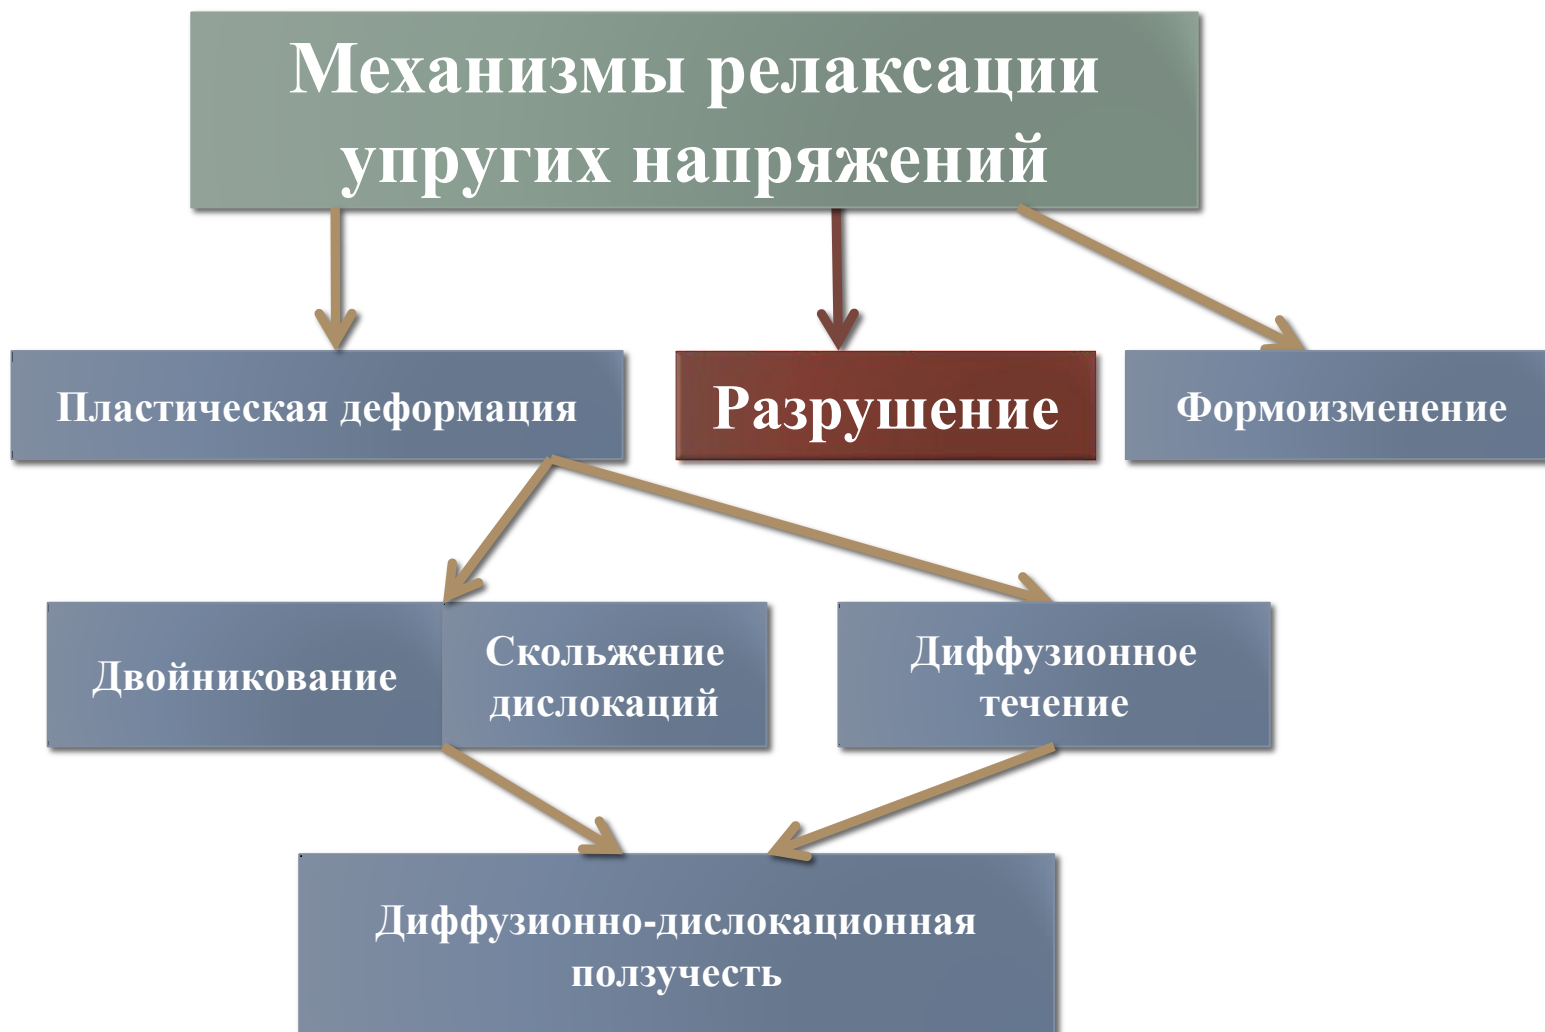 Механизмы релаксации
упругих напряжений
Пластическая деформация
Разрушение
Формоизменение
Двойникование
Скольжение
дислокаций
Диффузионное
течение
Диффузионно-дислокационная
ползучесть